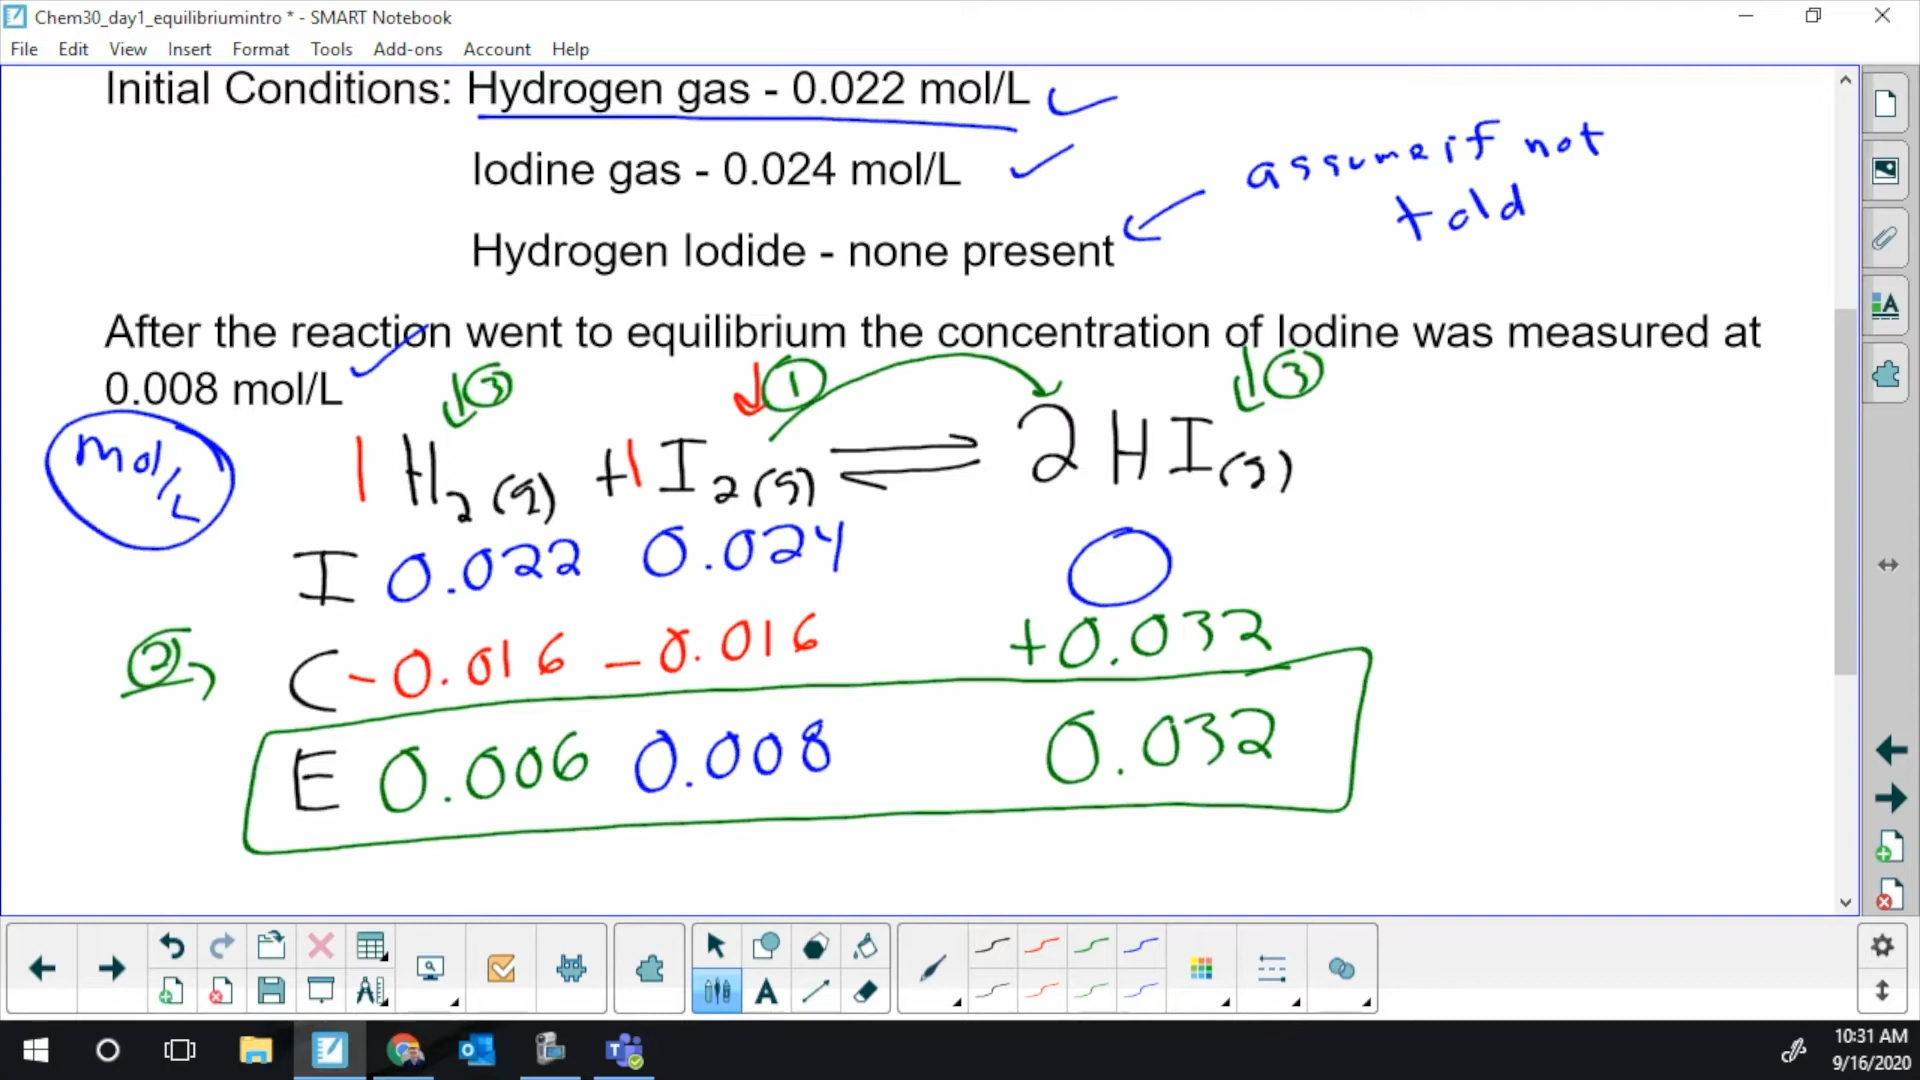 Chem30_day1_equilibriumintro * - SMART Notebook
File Edit View Insert Format Tools Add-ons Account Help
Initial Conditions: Hydrogen gas - 0.022 mol/L
Iodine gas - 0.024 mol/L
assume if not
told
Hydrogen Iodide - none present
After the reaction went to equilibrium the concentration of Iodine was measured at
0.008 mol/L
③ ① ③
mol/L
1 H₂(g) + 1 I₂(g) ⇌ 2 HI(g)
I 0.022 0.024 0
② C -0.016 -0.016 +0.032
E 0.006 0.008 0.032
10:31 AM
9/16/2020